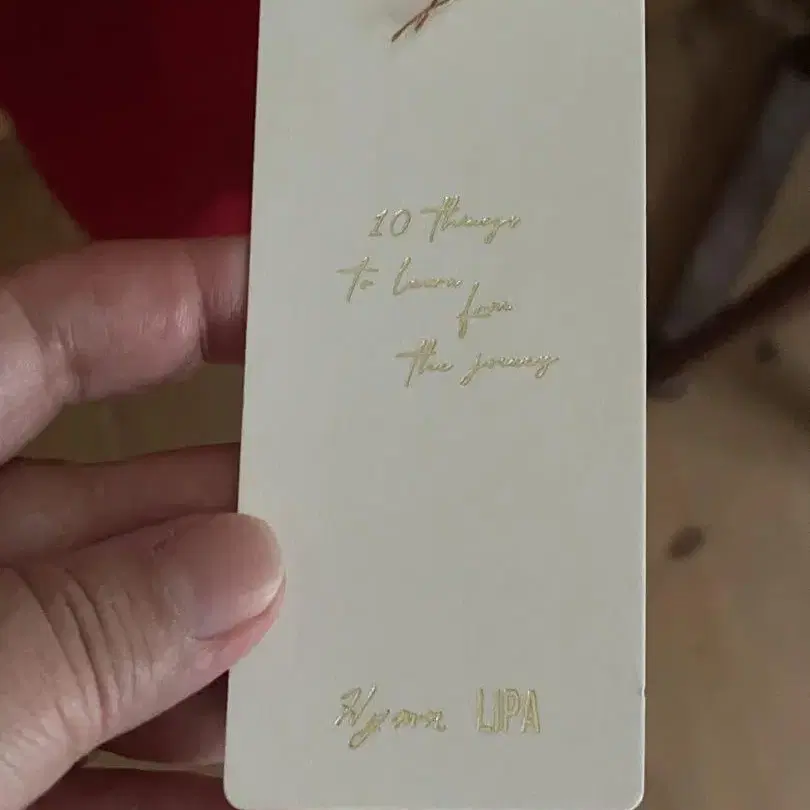 10 Things
to learn
from
the journey
LIPA